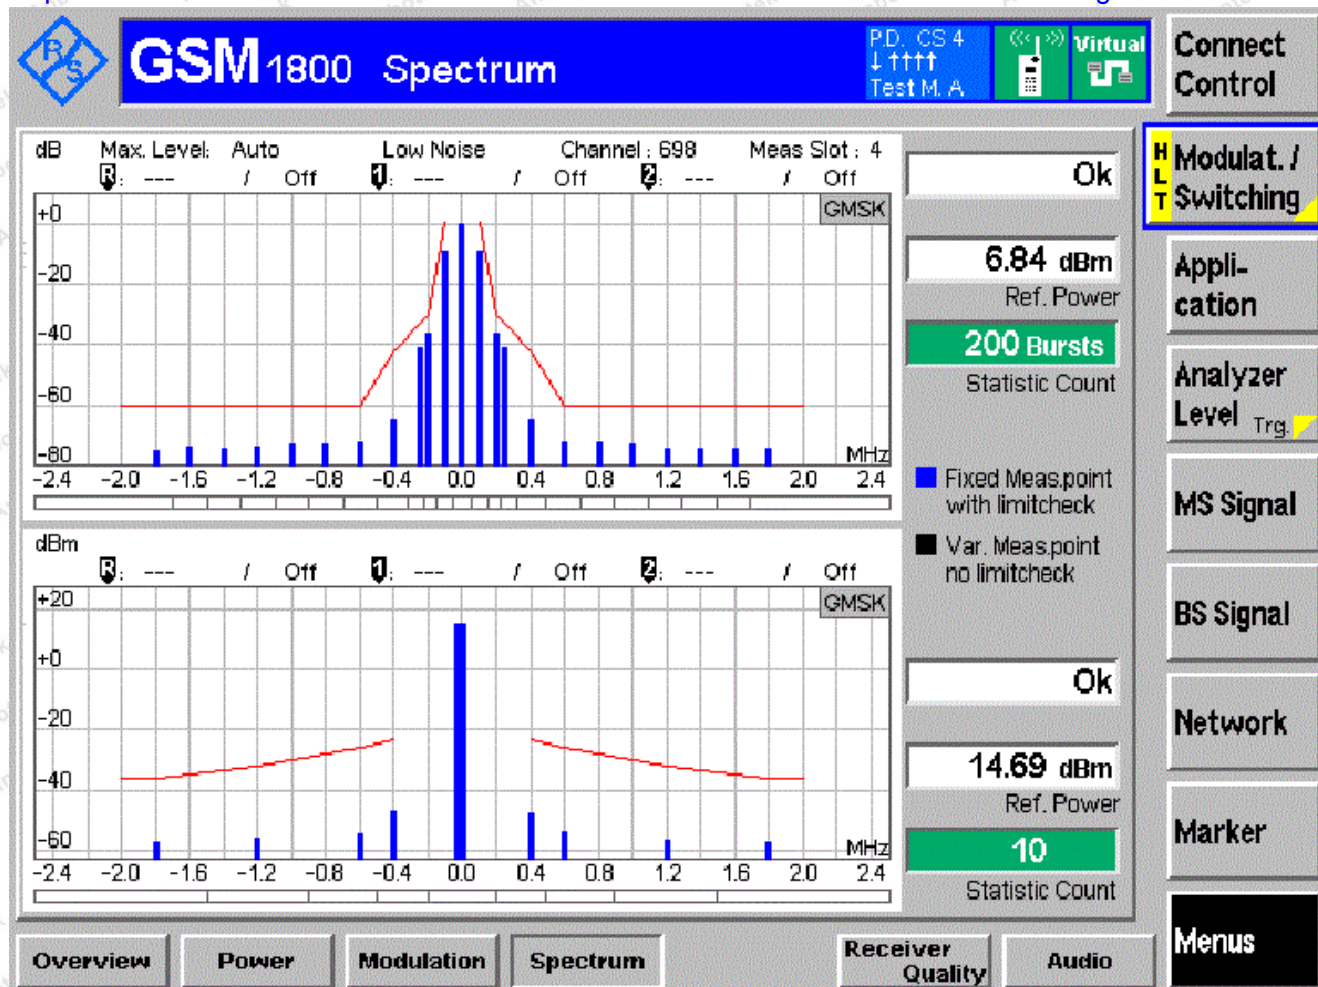 R S
GSM 1800 Spectrum
P.D. CS 4
↓ ↑↑↑↑
Test M. A.
Virtual
Connect
Control
dB Max. Level: Auto Low Noise Channel : 698 Meas Slot : 4
R: --- / Off 1: --- / Off 2: --- / Off
GMSK
+0
-20
-40
-60
-80
MHz
-2.4 -2.0 -1.6 -1.2 -0.8 -0.4 0.0 0.4 0.8 1.2 1.6 2.0 2.4
Ok
6.84 dBm
Ref. Power
200 Bursts
Statistic Count
Fixed Meas.point
with limitcheck
Var. Meas.point
no limitcheck
dBm
R: --- / Off 1: --- / Off 2: --- / Off
GMSK
+20
+0
-20
-40
-60
MHz
-2.4 -2.0 -1.6 -1.2 -0.8 -0.4 0.0 0.4 0.8 1.2 1.6 2.0 2.4
Ok
14.69 dBm
Ref. Power
10
Statistic Count
HLT
Modulat. /
Switching
Appli-
cation
Analyzer
Level Trg.
MS Signal
BS Signal
Network
Marker
Menus
Overview
Power
Modulation
Spectrum
Receiver
Quality
Audio